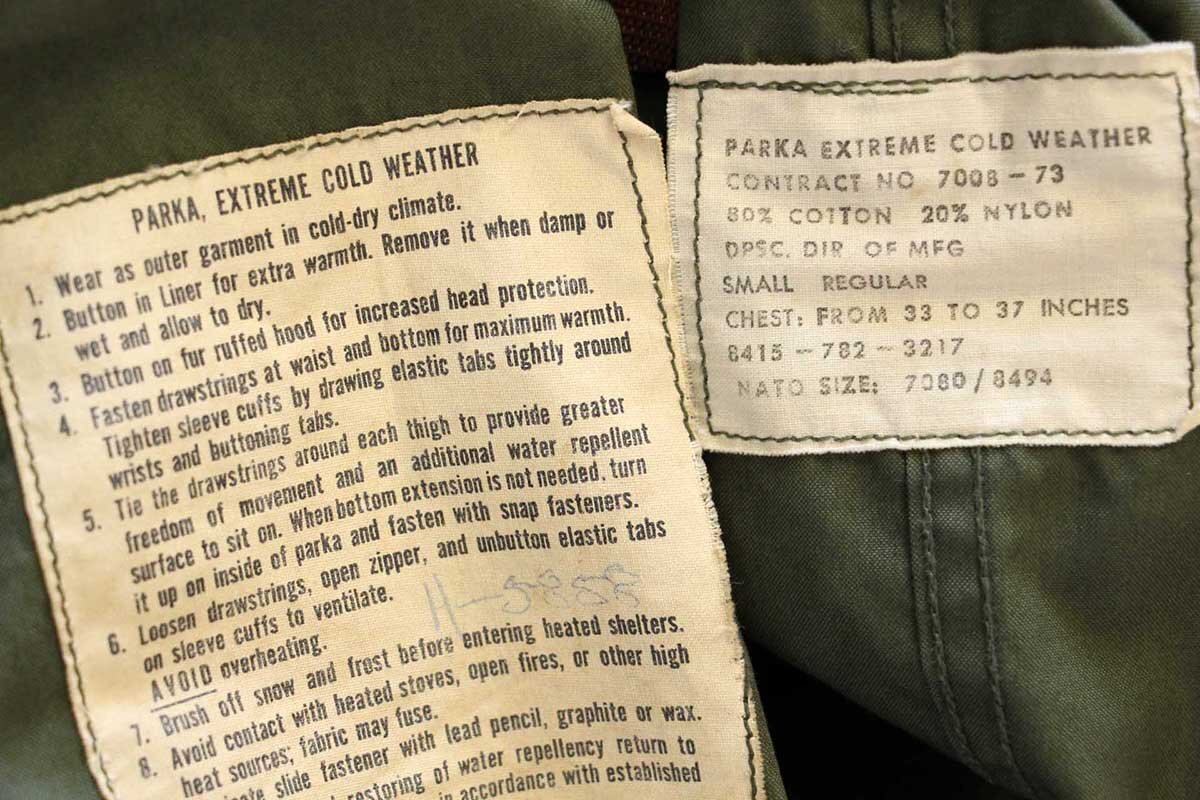 PARKA, EXTREME COLD WEATHER
1. Wear as outer garment in cold-dry climate.
2. Button in Liner for extra warmth. Remove it when damp or
wet and allow to dry.
3. Button on fur ruffed hood for increased head protection.
4. Fasten drawstrings at waist and bottom for maximum warmth.
Tighten sleeve cuffs by drawing elastic tabs tightly around
wrists and buttoning tabs.
5. Tie the drawstrings around each thigh to provide greater
freedom of movement and an additional water repellent
surface to sit on. When bottom extension is not needed, turn
it up on inside of parka and fasten with snap fasteners.
6. Loosen drawstrings, open zipper, and unbutton elastic tabs
on sleeve cuffs to ventilate.
AVOID overheating.
7. Brush off snow and frost before entering heated shelters.
8. Avoid contact with heated stoves, open fires, or other high
heat sources; fabric may fuse.
slide fastener with lead pencil, graphite or wax.
restoring of water repellency return to
in accordance with established
PARKA EXTREME COLD WEATHER
CONTRACT NO 7008-73
80% COTTON 20% NYLON
DPSC. DIR OF MFG
SMALL REGULAR
CHEST: FROM 33 TO 37 INCHES
8415-782-3217
NATO SIZE: 7080/8494